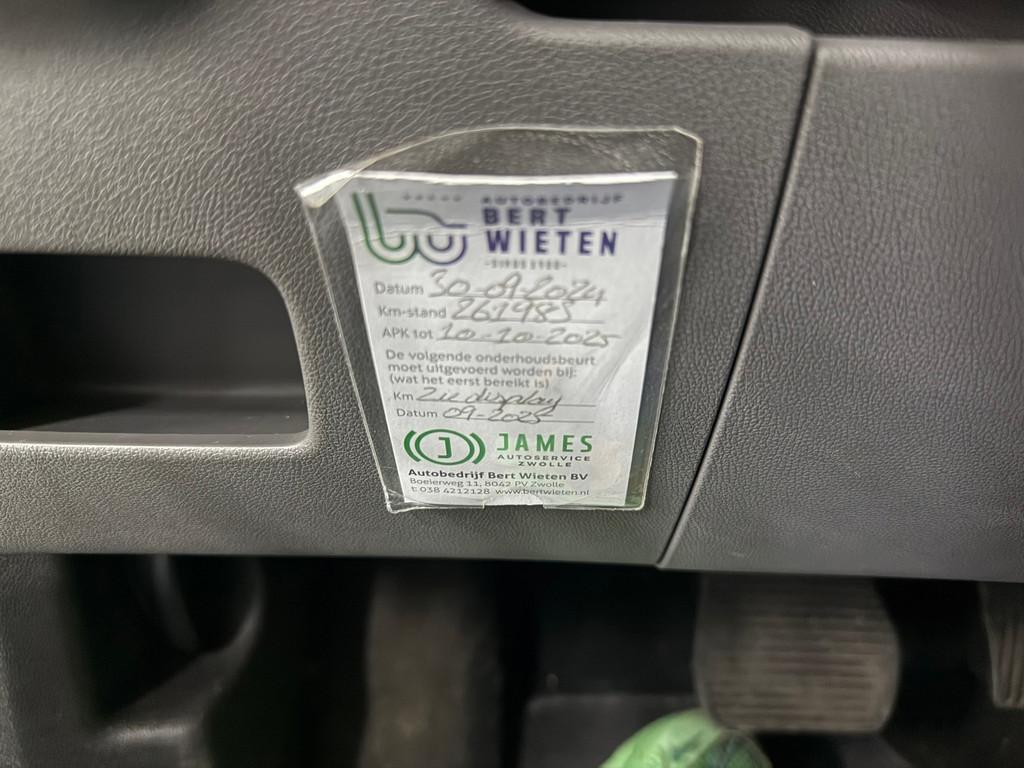 AUTOBEDRIJF
BERT
WIETEN
Datum 30-09-2024
Km-stand 261985
APK tot 10-10-2025
De volgende onderhoudsbeurt
moet uitgevoerd worden bij:
(wat het eerst bereikt is)
Km Zie display
Datum 09-2025
J JAMES
AUTOSERVICE
ZWOLLE
Autobedrijf Bert Wieten BV
Boeierweg 11, 8042 PV Zwolle
t: 038 4212128 www.bertwieten.nl